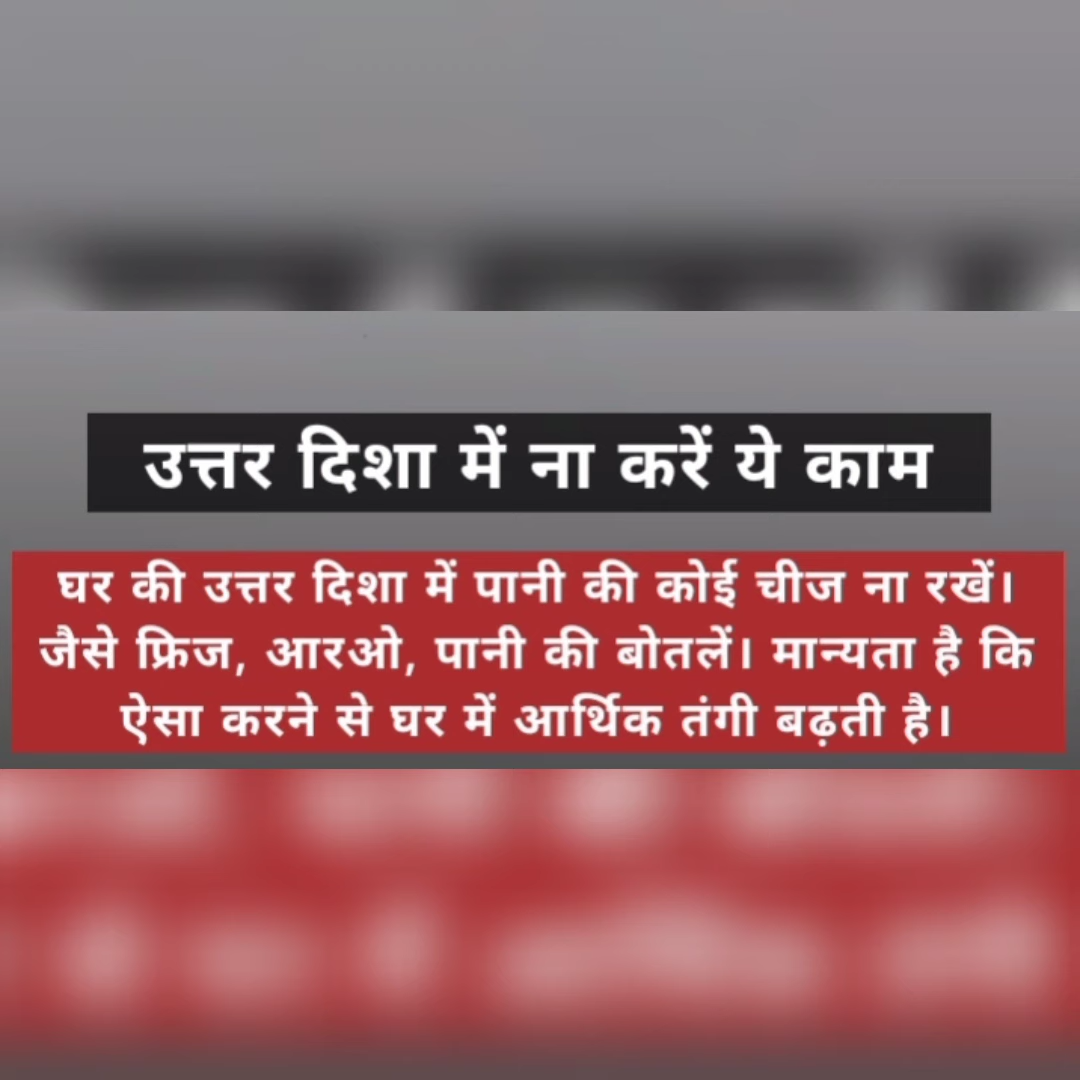 उत्तर दिशा में ना करें ये काम
घर की उत्तर दिशा में पानी की कोई चीज ना रखें।
जैसे फ्रिज, आरओ, पानी की बोतलें। मान्यता है कि
ऐसा करने से घर में आर्थिक तंगी बढ़ती है।